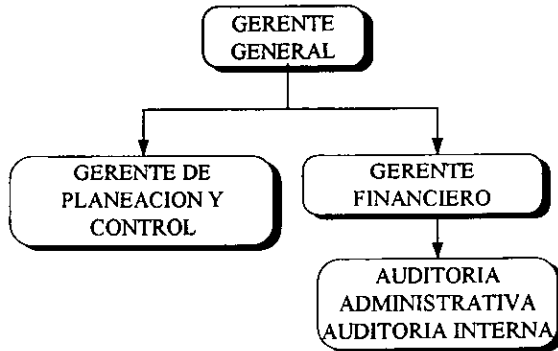 GERENTE
GENERAL
GERENTE DE
PLANEACION Y
CONTROL
GERENTE
FINANCIERO
AUDITORIA
ADMINISTRATIVA
AUDITORIA INTERNA